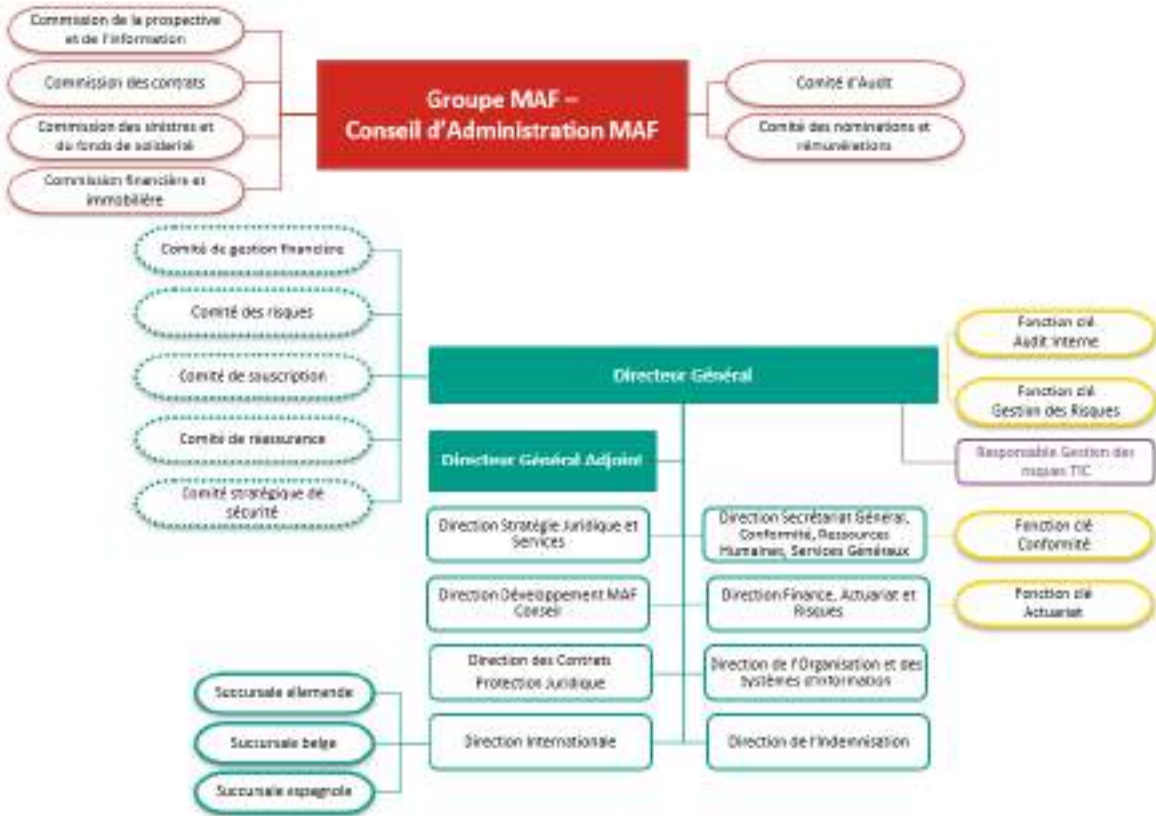 Commission de la prospective
et de l'information
Commission des contrats
Commission des sinistres et
du fonds de solidarité
Commission financière et
immobilière
Groupe MAF –
Conseil d'Administration MAF
Comité d'Audit
Comité des nominations et
rémunérations
Comité de gestion financière
Comité des risques
Comité de souscription
Comité de réassurance
Comité stratégique de
sécurité
Directeur Général
Directeur Général Adjoint
Fonction clé
Audit Interne
Fonction clé
Gestion des Risques
Responsable Gestion des
risques TIC
Direction Stratégie Juridique et
Services
Direction Secrétariat Général,
Conformité, Ressources
Humaines, Services Généraux
Fonction clé
Conformité
Direction Développement MAF
Conseil
Direction Finance, Actuariat et
Risques
Fonction clé
Actuariat
Direction des Contrats
Protection Juridique
Direction de l'Organisation et des
Systèmes d'Information
Succursale allemande
Succursale belge
Succursale espagnole
Direction Internationale
Direction de l'Indemnisation